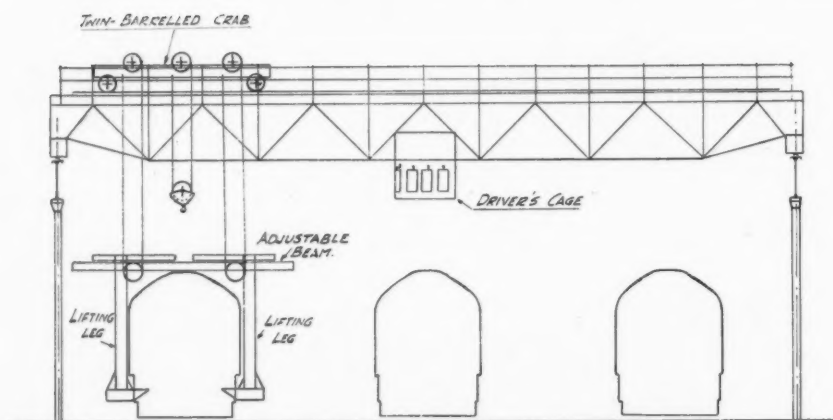 TWIN-BARRELLED CRAB
DRIVER'S CAGE
ADJUSTABLE
BEAM.
LIFTING
LEG
LIFTING
LEG